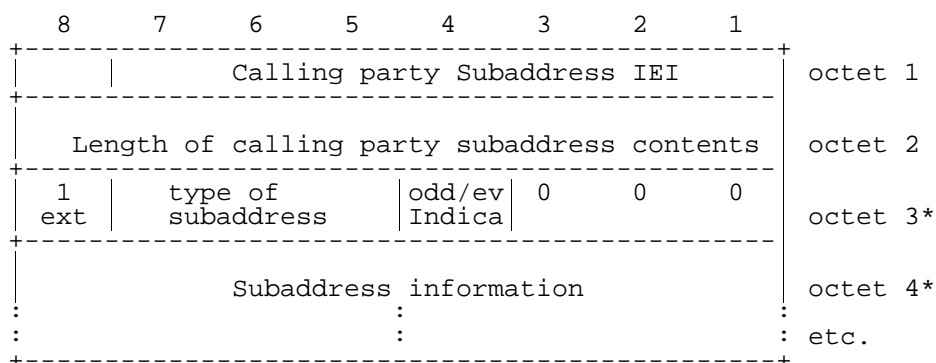 8 7 6 5 4 3 2 1
Calling party Subaddress IEI octet 1
Length of calling party subaddress contents octet 2
1 type of odd/ev 0 0 0
ext subaddress Indica octet 3*
Subaddress information octet 4*
: : :
: : : etc.